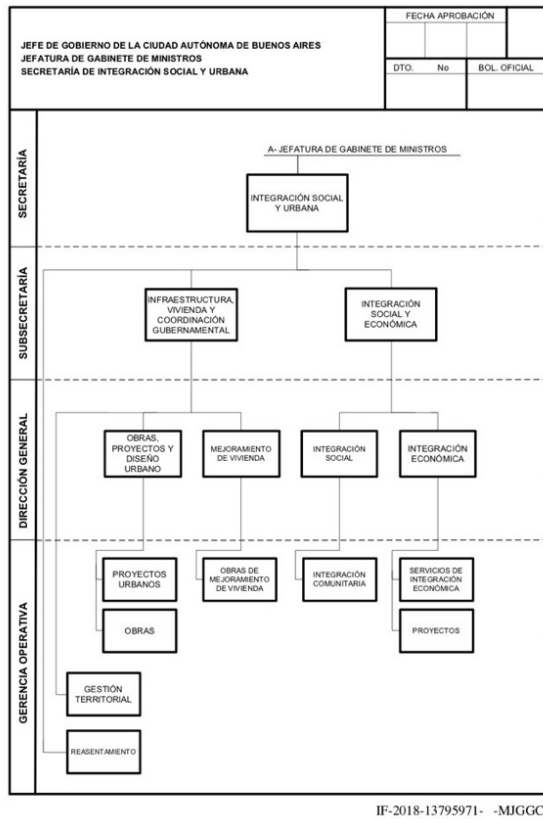 JEFE DE GOBIERNO DE LA CIUDAD AUTÓNOMA DE BUENOS AIRES
JEFATURA DE GABINETE DE MINISTROS
SECRETARÍA DE INTEGRACIÓN SOCIAL Y URBANA
FECHA APROBACIÓN
DTO. No
BOL. OFICIAL
SECRETARÍA
A- JEFATURA DE GABINETE DE MINISTROS
INTEGRACIÓN SOCIAL
Y URBANA
SUBSECRETARÍA
INFRAESTRUCTURA,
VIVIENDA Y
COORDINACIÓN
GUBERNAMENTAL
INTEGRACIÓN
SOCIAL Y
ECONÓMICA
DIRECCIÓN GENERAL
OBRAS,
PROYECTOS Y
DISEÑO
URBANO
MEJORAMIENTO
DE VIVIENDA
INTEGRACIÓN
SOCIAL
INTEGRACIÓN
ECONÓMICA
GERENCIA OPERATIVA
PROYECTOS
URBANOS
OBRAS DE
MEJORAMIENTO
DE VIVIENDA
INTEGRACIÓN
COMUNITARIA
SERVICIOS DE
INTEGRACIÓN
ECONÓMICA
OBRAS
PROYECTOS
GESTIÓN
TERRITORIAL
REASENTAMIENTO
IF-2018-13795971- -MJGGC